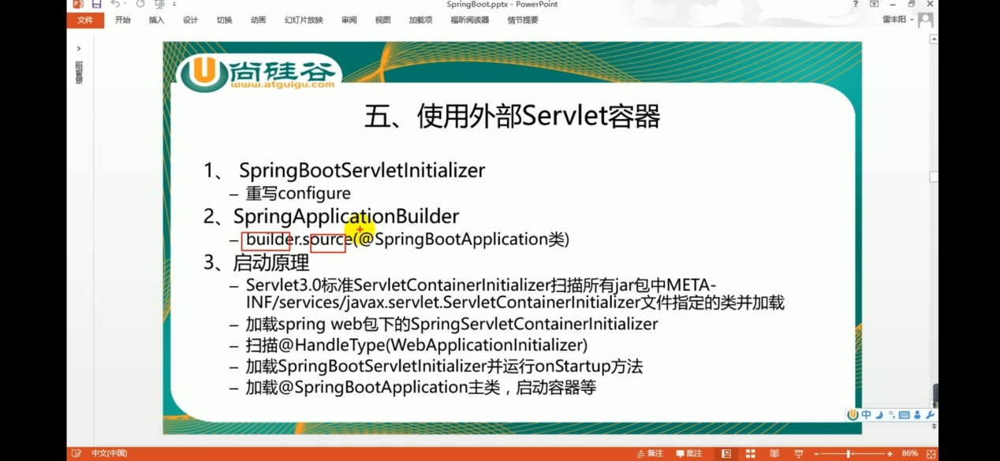 SpringBoot.pptx - PowerPoint
文件 开始 插入 设计 切换 动画 幻灯片放映 审阅 视图 加载项 福昕阅读器 情节提要 雷丰阳
缩略图
尚硅谷
www.atguigu.com
五、使用外部Servlet容器
1、 SpringBootServletInitializer
– 重写configure
2、SpringApplicationBuilder
– builder.source(@SpringBootApplication类)
3、启动原理
– Servlet3.0标准ServletContainerInitializer扫描所有jar包中META-
INF/services/javax.servlet.ServletContainerInitializer文件指定的类并加载
– 加载spring web包下的SpringServletContainerInitializer
– 扫描@HandleType(WebApplicationInitializer)
– 加载SpringBootServletInitializer并运行onStartup方法
– 加载@SpringBootApplication主类，启动容器等
中
中文(中国) 备注 批注 86%